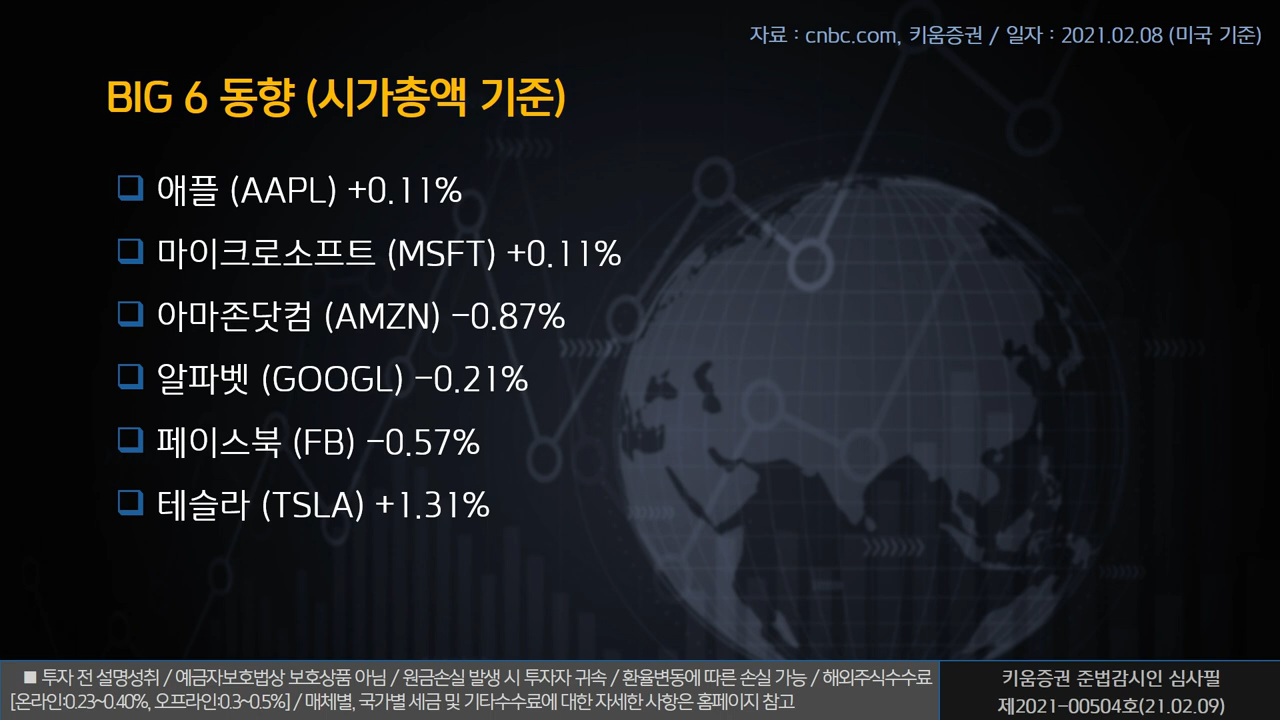 자료 : cnbc.com, 키움증권 / 일자 : 2021.02.08 (미국 기준)
BIG 6 동향 (시가총액 기준)
❑ 애플 (AAPL) +0.11%
❑ 마이크로소프트 (MSFT) +0.11%
❑ 아마존닷컴 (AMZN) -0.87%
❑ 알파벳 (GOOGL) -0.21%
❑ 페이스북 (FB) -0.57%
❑ 테슬라 (TSLA) +1.31%
■ 투자 전 설명성취 / 예금자보호법상 보호상품 아님 / 원금손실 발생 시 투자자 귀속 / 환율변동에 따른 손실 가능 / 해외주식수수료
[온라인:0.23~0.40%, 오프라인:0.3~0.5%] / 매체별, 국가별 세금 및 기타수수료에 대한 자세한 사항은 홈페이지 참고
키움증권 준법감시인 심사필
제2021-00504호(21.02.09)